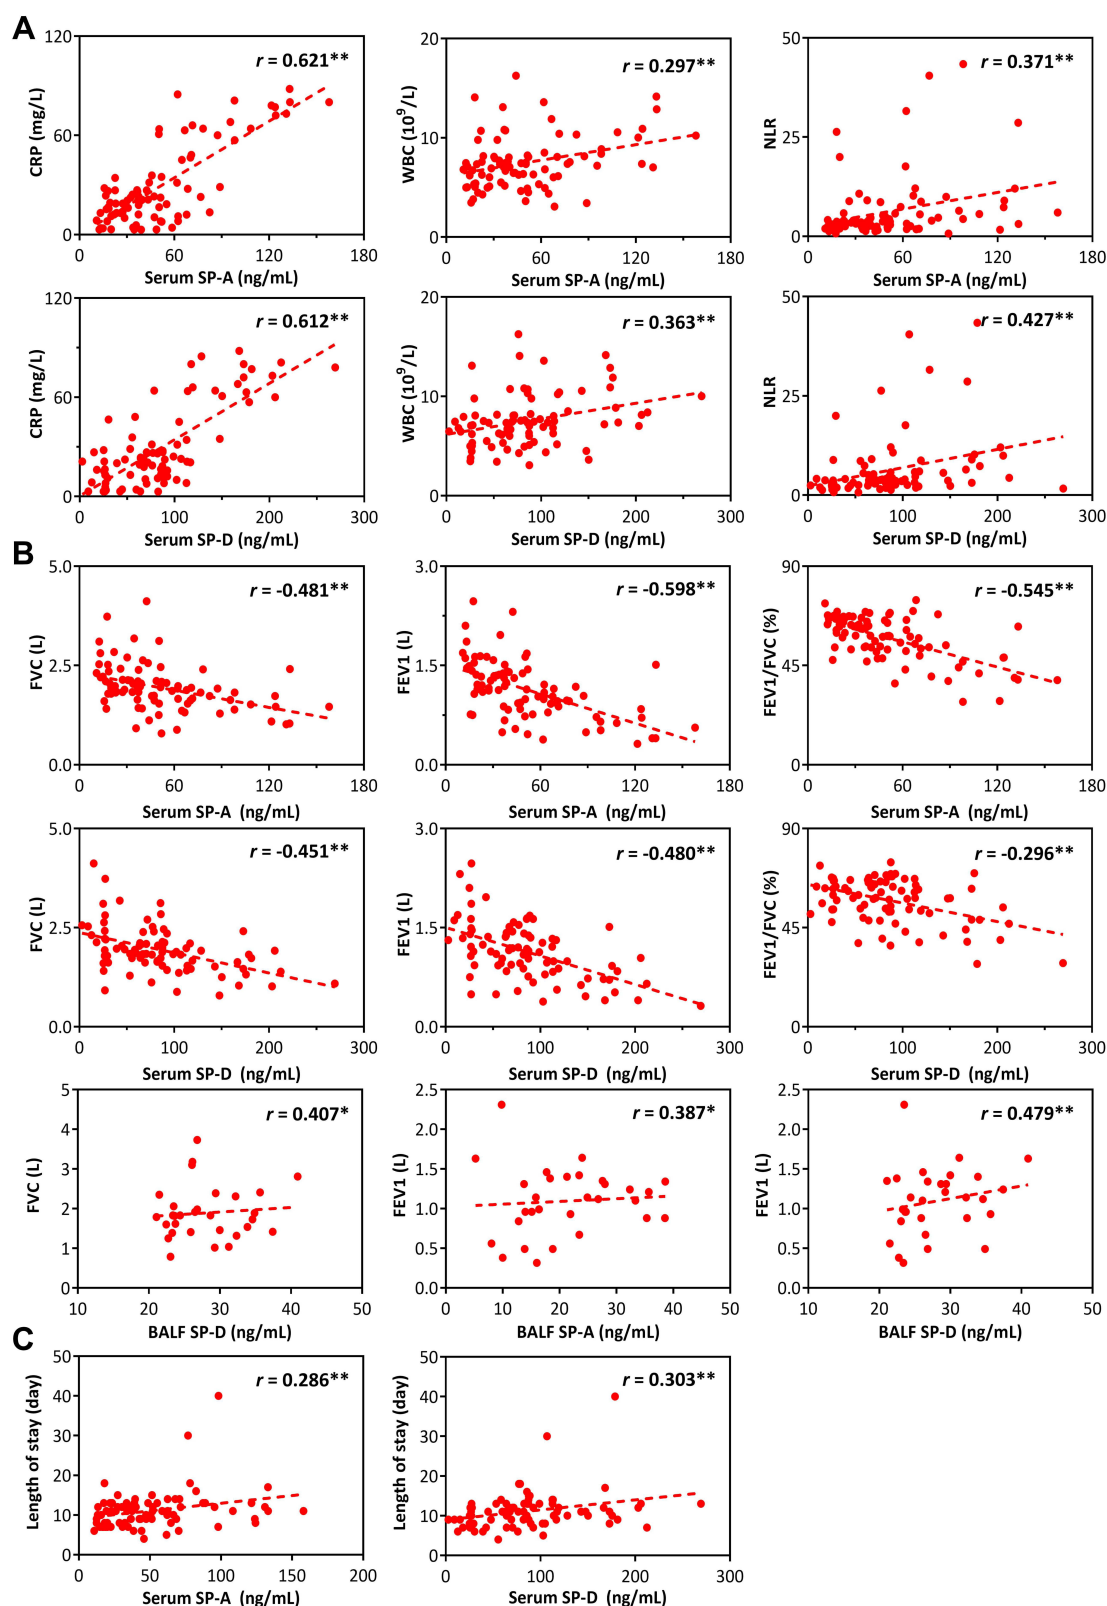 A
120
60
0
CRP (mg/L)
r = 0.621**
0 60 120 180
Serum SP-A (ng/mL)
20
10
0
WBC (10⁹/L)
r = 0.297**
0 60 120 180
Serum SP-A (ng/mL)
50
25
0
NLR
r = 0.371**
0 60 120 180
Serum SP-A (ng/mL)
120
60
0
CRP (mg/L)
r = 0.612**
0 100 200 300
Serum SP-D (ng/mL)
20
10
0
WBC (10⁹/L)
r = 0.363**
0 100 200 300
Serum SP-D (ng/mL)
50
25
0
NLR
r = 0.427**
0 100 200 300
Serum SP-D (ng/mL)
B
5.0
2.5
0.0
FVC (L)
r = -0.481**
0 60 120 180
Serum SP-A (ng/mL)
3.0
1.5
0.0
FEV1 (L)
r = -0.598**
0 60 120 180
Serum SP-A (ng/mL)
90
45
0
FEV1/FVC (%)
r = -0.545**
0 60 120 180
Serum SP-A (ng/mL)
5.0
2.5
0.0
FVC (L)
r = -0.451**
0 100 200 300
Serum SP-D (ng/mL)
3.0
1.5
0.0
FEV1 (L)
r = -0.480**
0 100 200 300
Serum SP-D (ng/mL)
90
45
0
FEV1/FVC (%)
r = -0.296**
0 100 200 300
Serum SP-D (ng/mL)
5
4
3
2
1
0
FVC (L)
r = 0.407*
10 20 30 40 50
BALF SP-D (ng/mL)
2.5
2.0
1.5
1.0
0.5
0.0
FEV1 (L)
r = 0.387*
0 10 20 30 40 50
BALF SP-A (ng/mL)
2.5
2.0
1.5
1.0
0.5
0.0
FEV1 (L)
r = 0.479**
10 20 30 40 50
BALF SP-D (ng/mL)
C
50
40
30
20
10
0
Length of stay (day)
r = 0.286**
0 50 100 150 200
Serum SP-A (ng/mL)
50
40
30
20
10
0
Length of stay (day)
r = 0.303**
0 100 200 300
Serum SP-D (ng/mL)